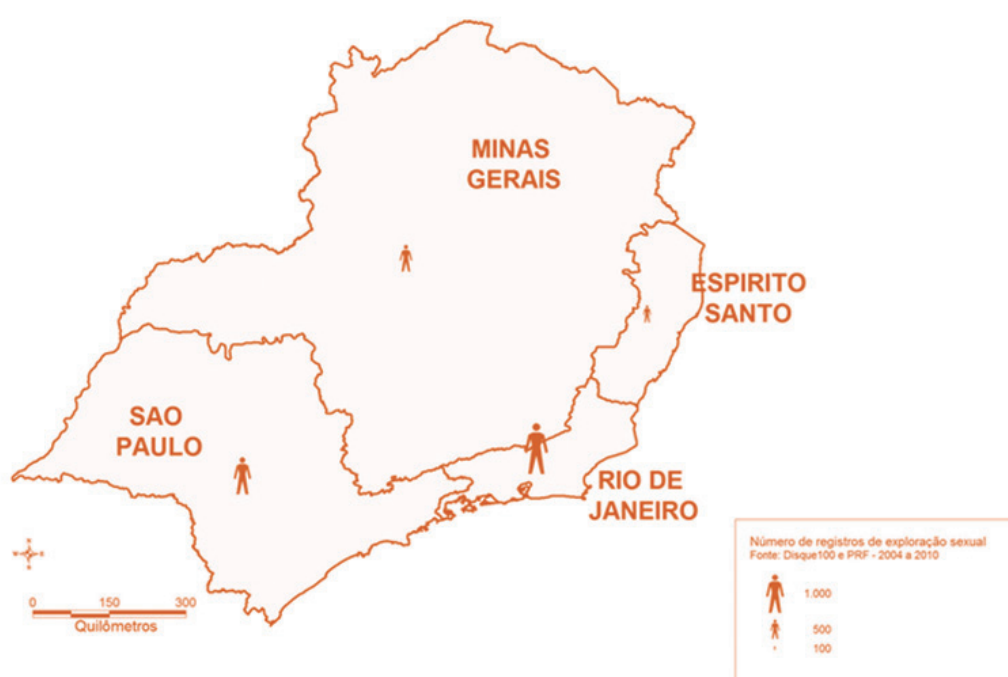 MINAS
GERAIS
ESPIRITO
SANTO
SAO
PAULO
RIO DE
JANEIRO
N
W E
S
0 150 300
Quilômetros
Número de registros de exploração sexual
Fonte: Disque100 e PRF - 2004 a 2010
1.000
500
100